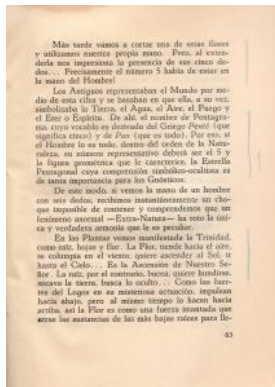 Más tarde vamos a cortar una de estas flores
y utilizamos nuestra propia mano. Pero, al exten-
derla nos impresiona la presencia de sus cinco de-
dos... Precisamente el número 5 había de estar en
la mano del Hombre!
Los Antiguos representaban el Mundo por me-
dio de esta cifra y se basaban en que ella, a su vez,
simbolizaba la Tierra, el Agua, el Aire, el Fuego y
el Eter o Espíritu. De ahí, el nombre de Pentagra-
ma, cuyo vocablo es derivado del Griego Penté (que
significa cinco) y de Pan (que es todo). Por eso, si
el Hombre lo es todo, dentro del orden de la Natu-
raleza, su número representativo deberá ser el 5 y
la figura geométrica que le caracterice, la Estrella
Pentagonal cuya comprensión simbólico-ocultista es
de tanta importancia para los Gnósticos.
De este modo, si vemos la mano de un hombre
con seis dedos, recibimos instantáneamente un cho-
que imposible de contener y comprendemos que un
fenómeno anormal —Extra-Natura— ha roto la úni-
ca y verdadera armonía que le es peculiar.
En las Plantas vemos manifestada la Trinidad,
como raíz, hojas y flor. La Flor, tiende hacia el aire,
se columpia en el viento, quiere ascender al Sol, ir
hasta el Cielo... Es la Ascensión de Nuestro Se-
ñor. La raíz, por el contrario, bucea, quiere hundirse,
socava la tierra, busca lo oculto... Como las fuer-
zas del Logos en su misteriosa actuación, impulsan
hacia abajo, pero al mismo tiempo lo hacen hacia
arriba, así la Flor es como una fuerza imantada que
atrae las sustancias de las más bajas raíces para lle-
63